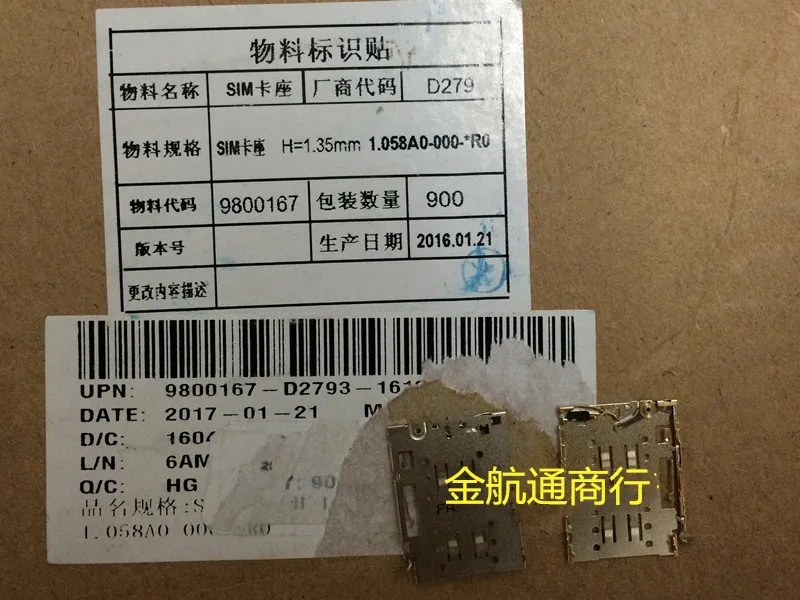 物料标识贴
物料名称 SIM卡座 厂商代码 D279
物料规格 SIM卡座 H=1.35mm 1.058A0-000-*R0
物料代码 9800167 包装数量 900
版本号 生产日期 2016.01.21
更改内容描述
UPN: 9800167-D2793-161
DATE: 2017-01-21 M
D/C: 160
L/N: 6AM
Q/C: HG 90
品名规格:S
1.058A0 R0
金航通商行